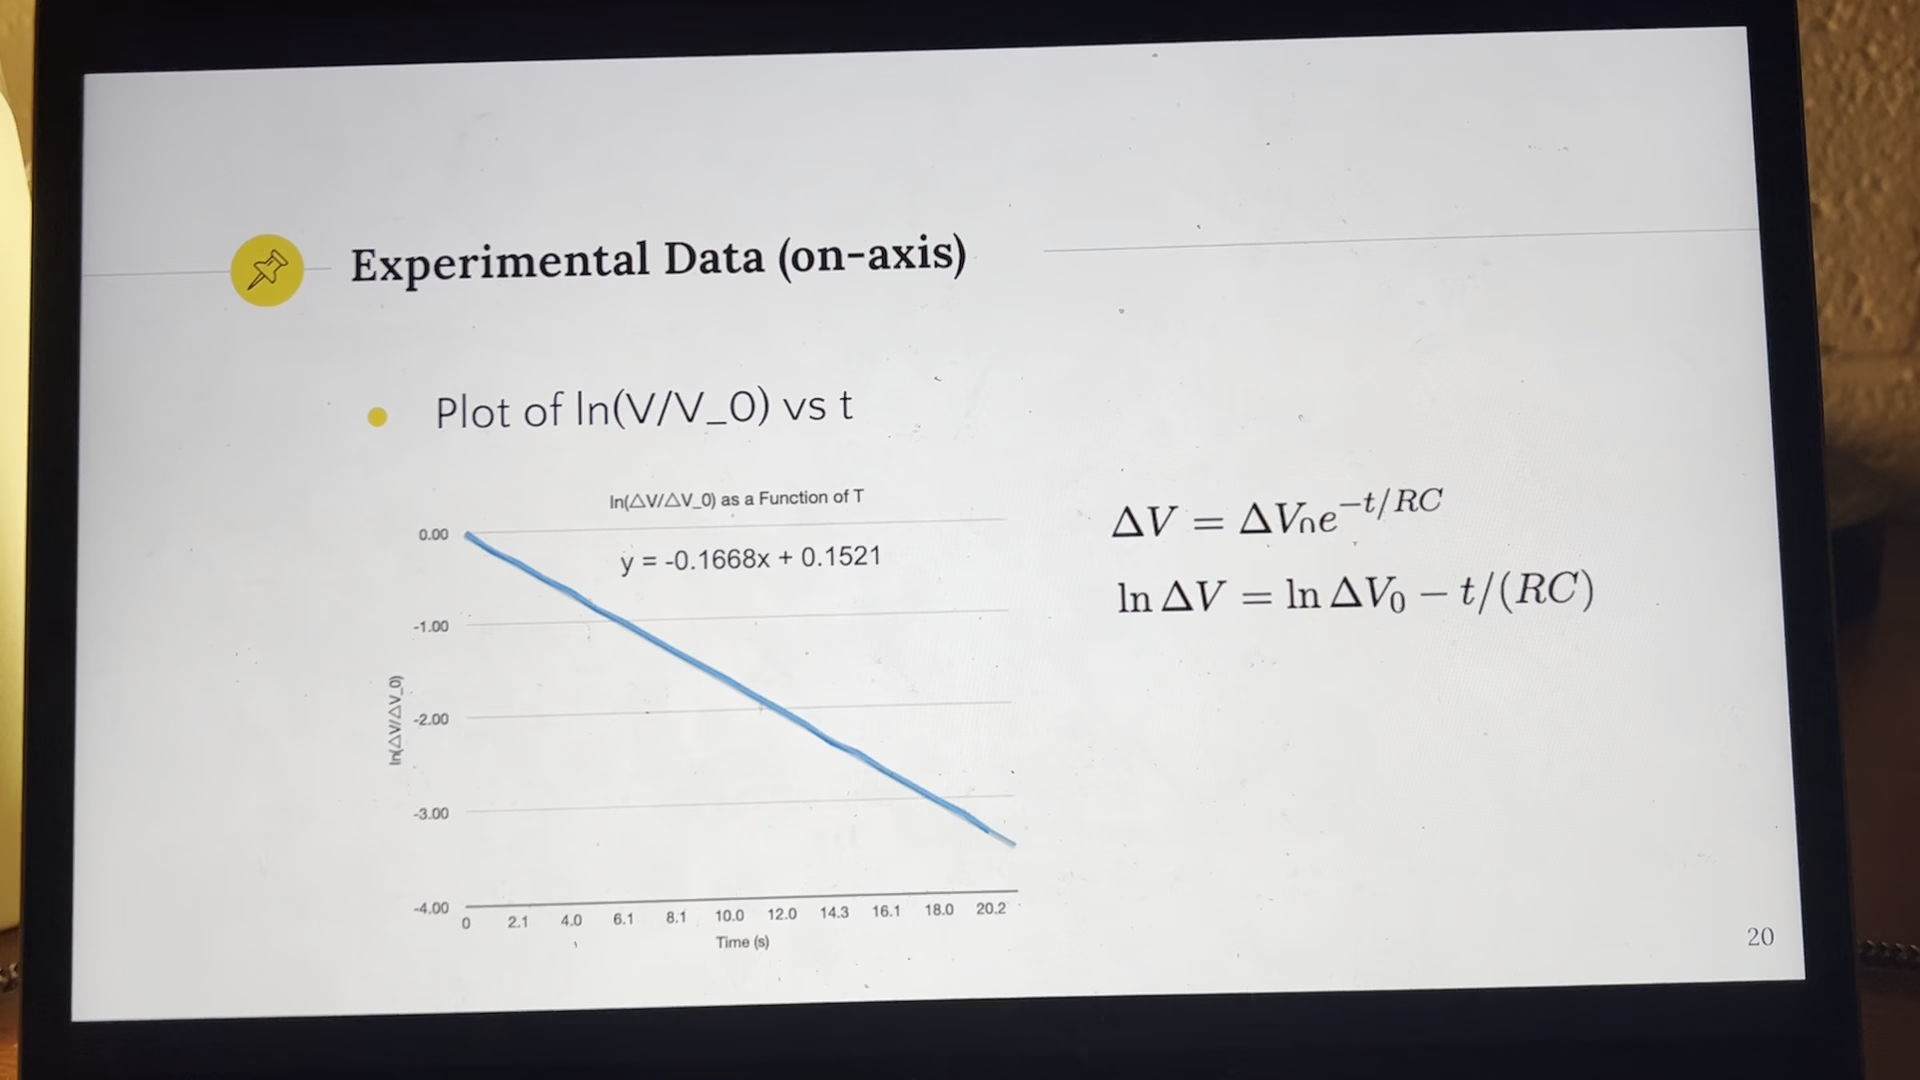 Experimental Data (on-axis)
Plot of ln(V/V_0) vs t
ln(△V/△V_0) as a Function of T
y = -0.1668x + 0.1521
0.00
-1.00
-2.00
-3.00
-4.00
ln(△V/△V_0)
0 2.1 4.0 6.1 8.1 10.0 12.0 14.3 16.1 18.0 20.2
Time (s)
ΔV = ΔV₀e^{-t/RC}
ln ΔV = ln ΔV₀ − t/(RC)
20